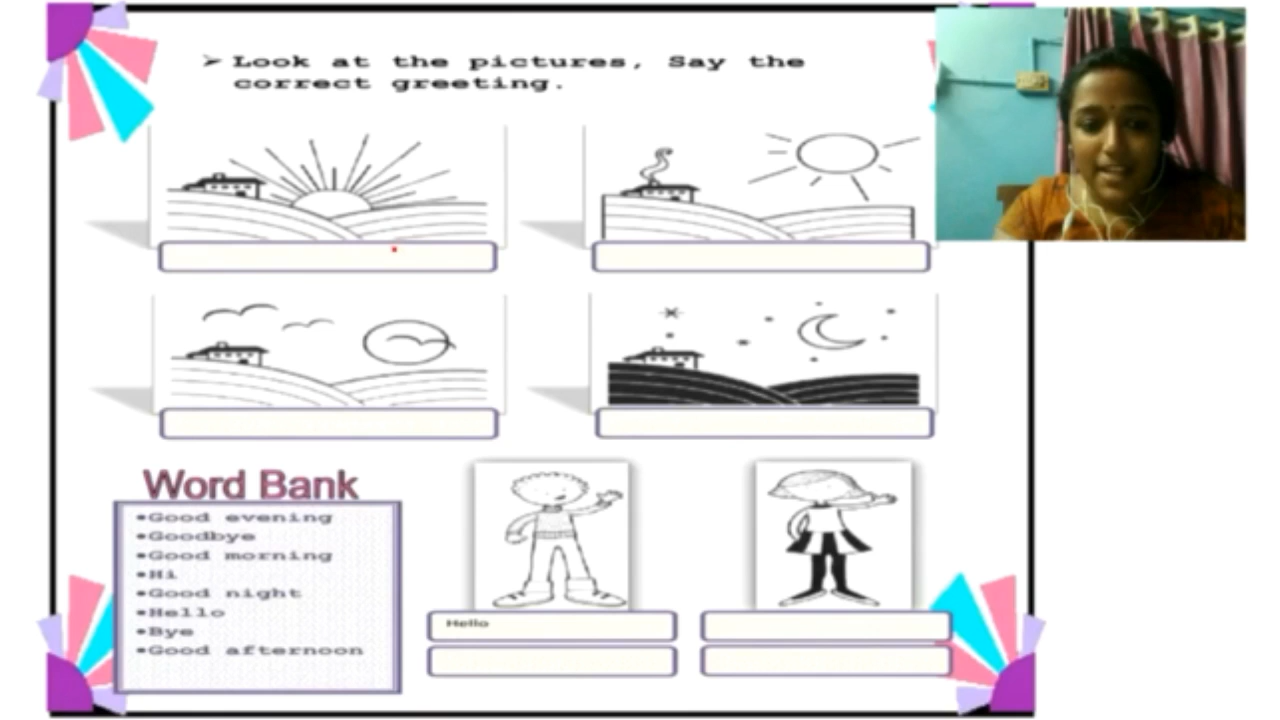 ➢ Look at the pictures, Say the
correct greeting.
Word Bank
•Good evening
•Goodbye
•Good morning
•Hi
•Good night
•Hello
•Bye
•Good afternoon
Hello